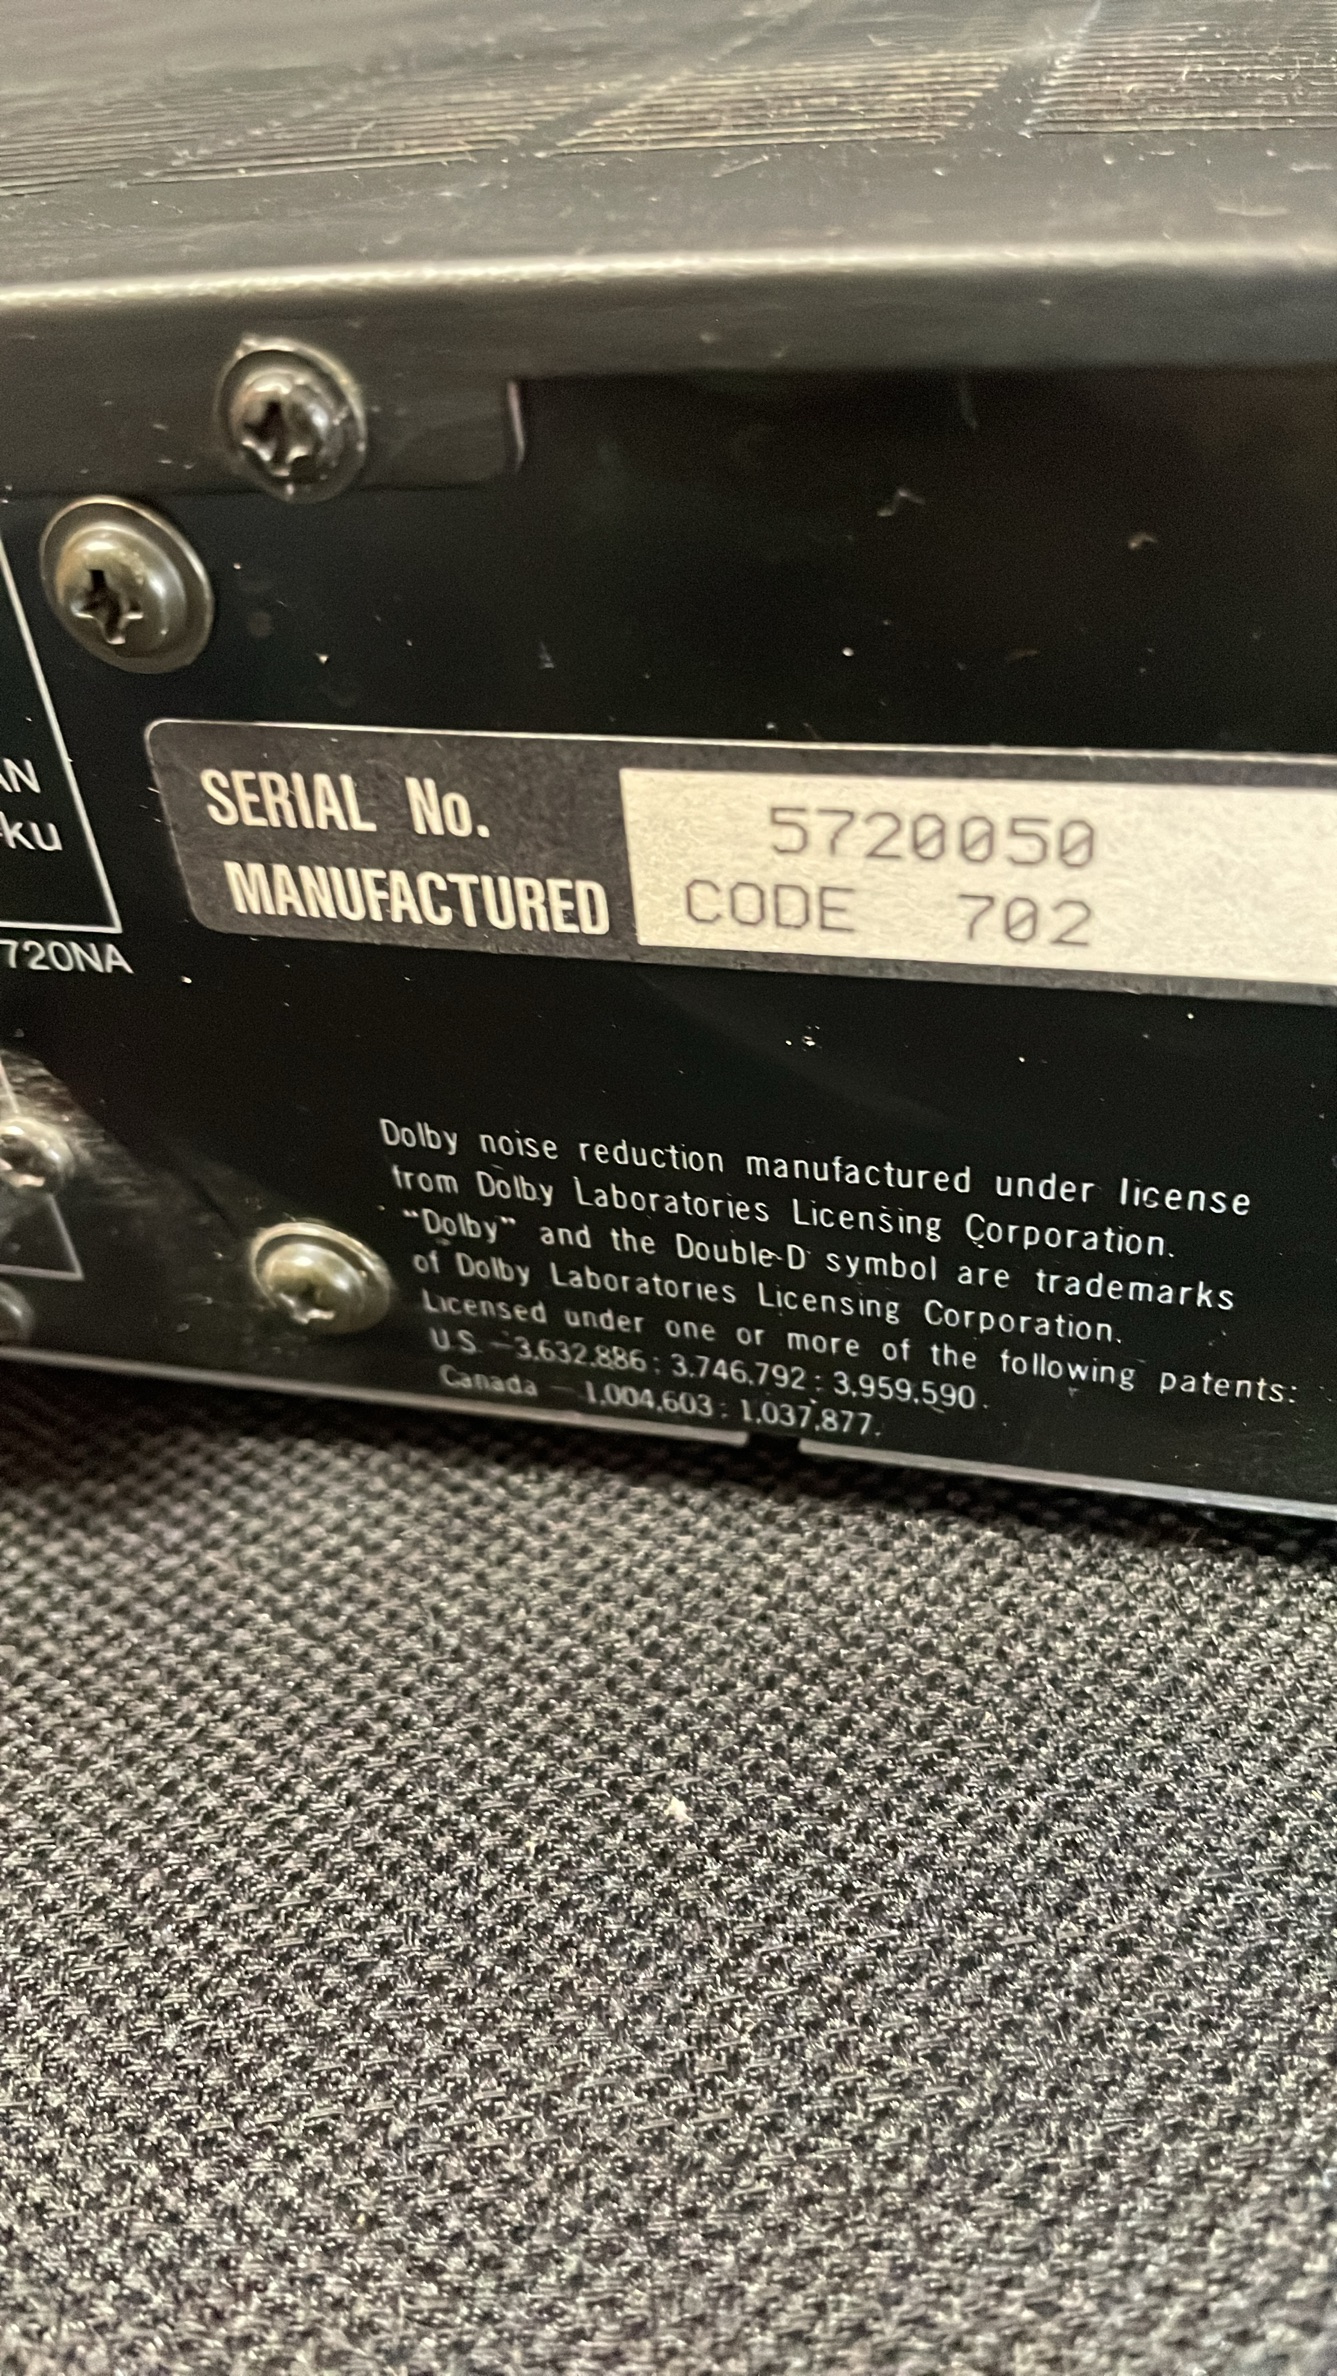 AN
ku
720NA
SERIAL No. 5720050
MANUFACTURED CODE 702
Dolby noise reduction manufactured under license
from Dolby Laboratories Licensing Corporation.
“Dolby” and the Double-D symbol are trademarks
of Dolby Laboratories Licensing Corporation.
Licensed under one or more of the following patents:
U.S. – 3,632,886 ; 3,746,792 ; 3,959,590.
Canada – 1,004,603 ; 1,037,877.